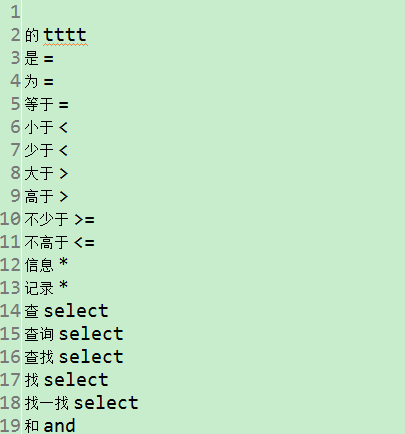 1
2 的 tttt
3 是 =
4 为 =
5 等于 =
6 小于 <
7 少于 <
8 大于 >
9 高于 >
10 不少于 >=
11 不高于 <=
12 信息 *
13 记录 *
14 查 select
15 查询 select
16 查找 select
17 找 select
18 找一找 select
19 和 and